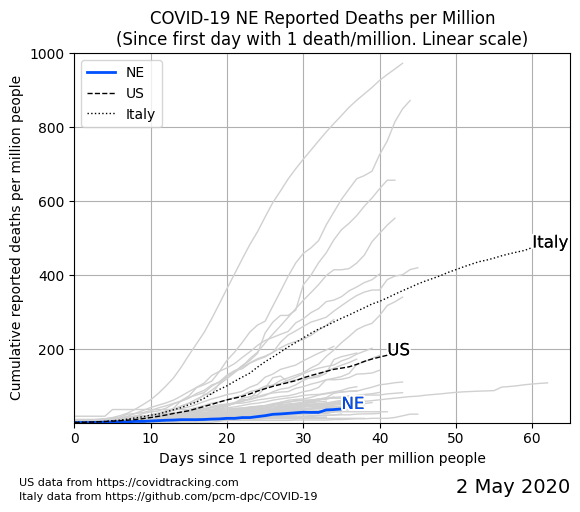 COVID-19 NE Reported Deaths per Million
(Since first day with 1 death/million. Linear scale)
Cumulative reported deaths per million people
1000
800
600
400
200
NE
US
Italy
Italy
US
NE
0 10 20 30 40 50 60
Days since 1 reported death per million people
US data from https://covidtracking.com
Italy data from https://github.com/pcm-dpc/COVID-19
2 May 2020